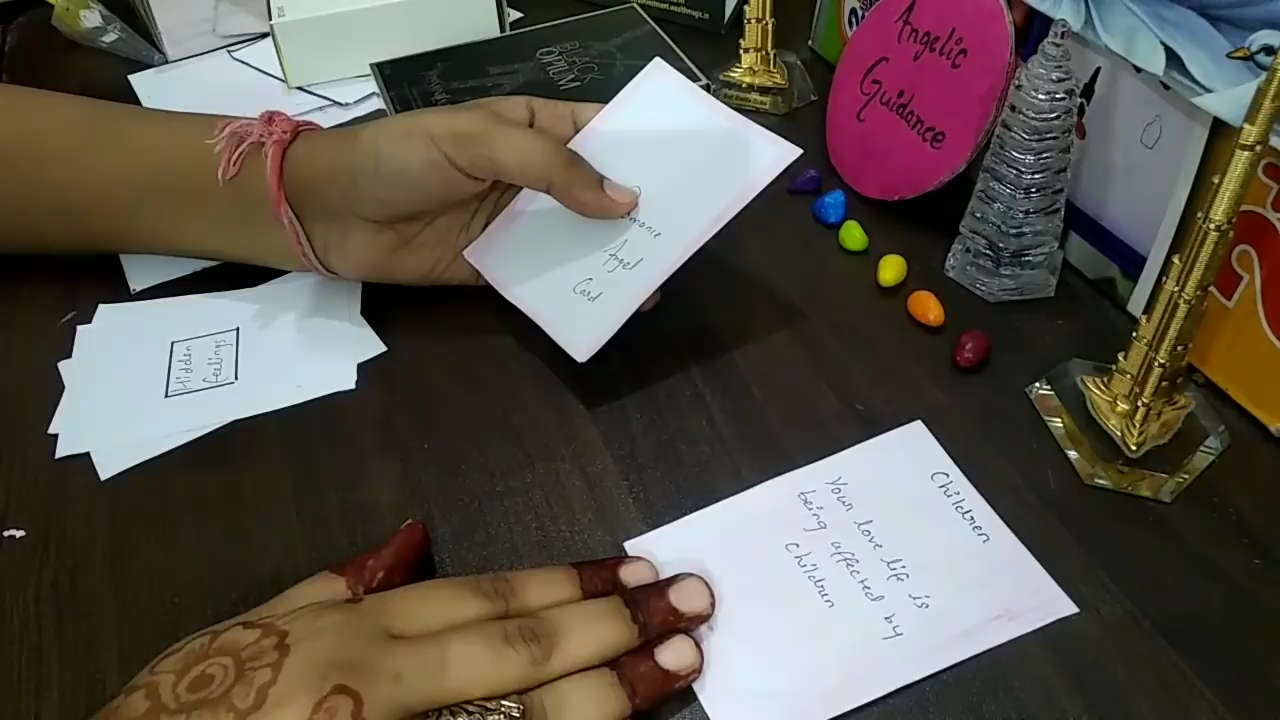 BLACK
OPIUM
Angelic
Guidance
Angel
Card
Hidden
feelings
Children
Your love life is
being affected by
Children